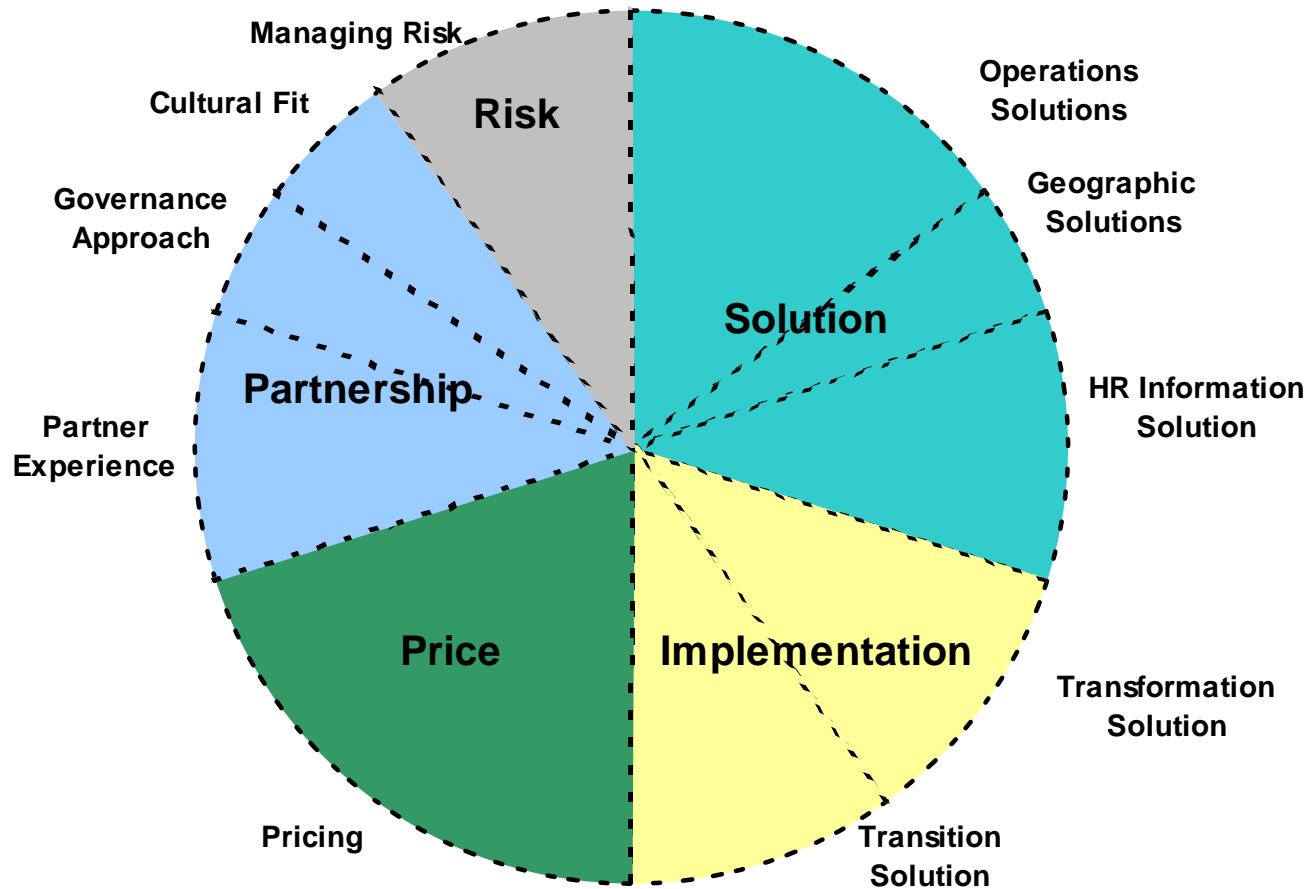 Managing Risk
Cultural Fit
Governance
Approach
Partner
Experience
Pricing
Risk
Partnership
Price
Solution
Implementation
Operations
Solutions
Geographic
Solutions
HR Information
Solution
Transformation
Solution
Transition
Solution